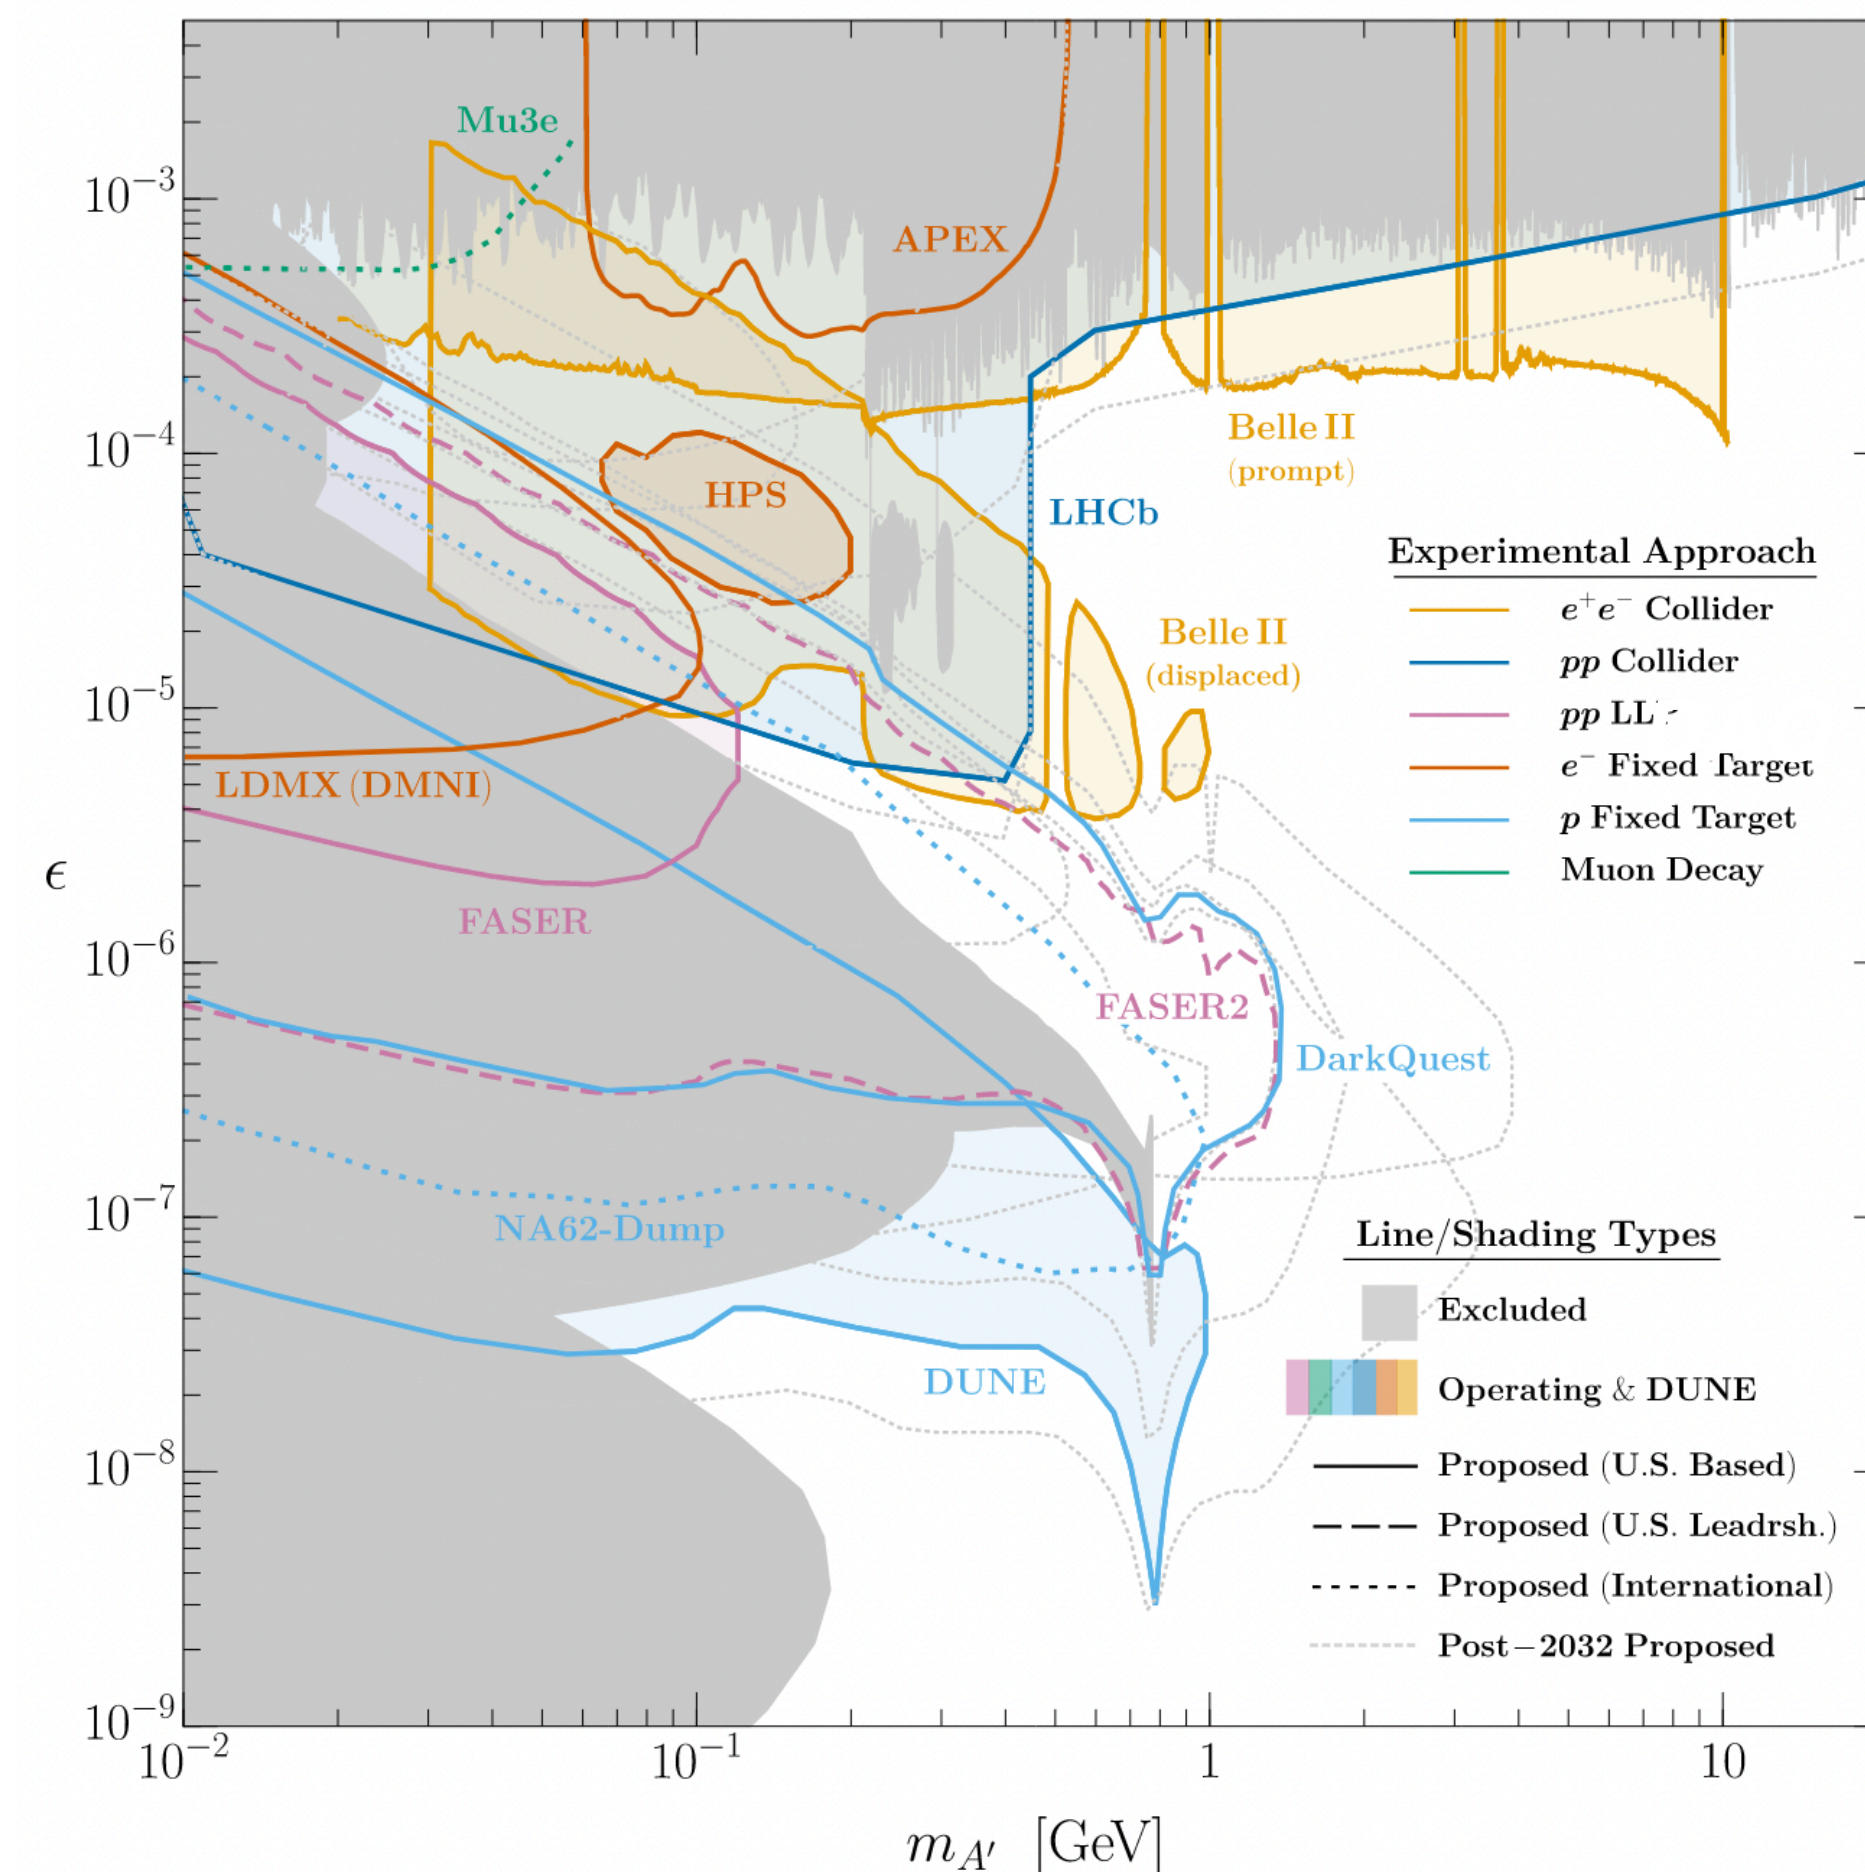 Mu3e
10⁻³
APEX
10⁻⁴
HPS
Belle II
(prompt)
LHCb
Experimental Approach
e⁺e⁻ Collider
Belle II
(displaced)
pp Collider
10⁻⁵
pp
e⁻ Fixed Target
LDMX (DMNI)
p Fixed Target
ϵ
Muon Decay
FASER
10⁻⁶
FASER2
DarkQuest
10⁻⁷
NA62-Dump
Line/Shading Types
Excluded
DUNE
Operating & DUNE
10⁻⁸
Proposed (U.S. Based)
Proposed (U.S. Leadrsh.)
Proposed (International)
Post−2032 Proposed
10⁻⁹
10⁻² 10⁻¹ 1 10
m_A′ [GeV]